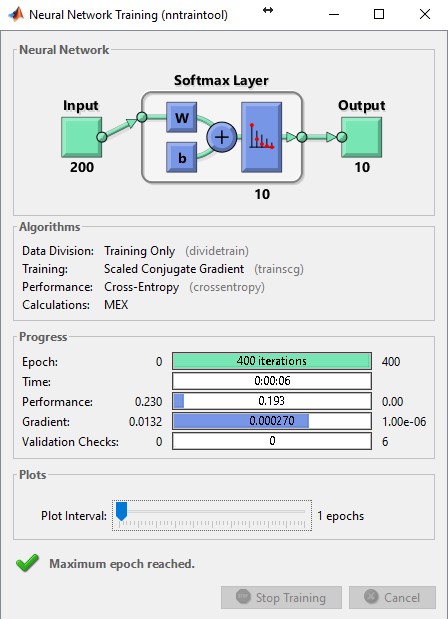 Neural Network Training (nntraintool)
Neural Network
Softmax Layer
Input
Output
W
b
+
200
10
10
Algorithms
Data Division: Training Only (dividetrain)
Training: Scaled Conjugate Gradient (trainscg)
Performance: Cross-Entropy (crossentropy)
Calculations: MEX
Progress
Epoch: 0 400 iterations 400
Time: 0:00:06
Performance: 0.230 0.193 0.00
Gradient: 0.0132 0.000270 1.00e-06
Validation Checks: 0 0 6
Plots
Plot Interval: 1 epochs
Maximum epoch reached.
Stop Training Cancel